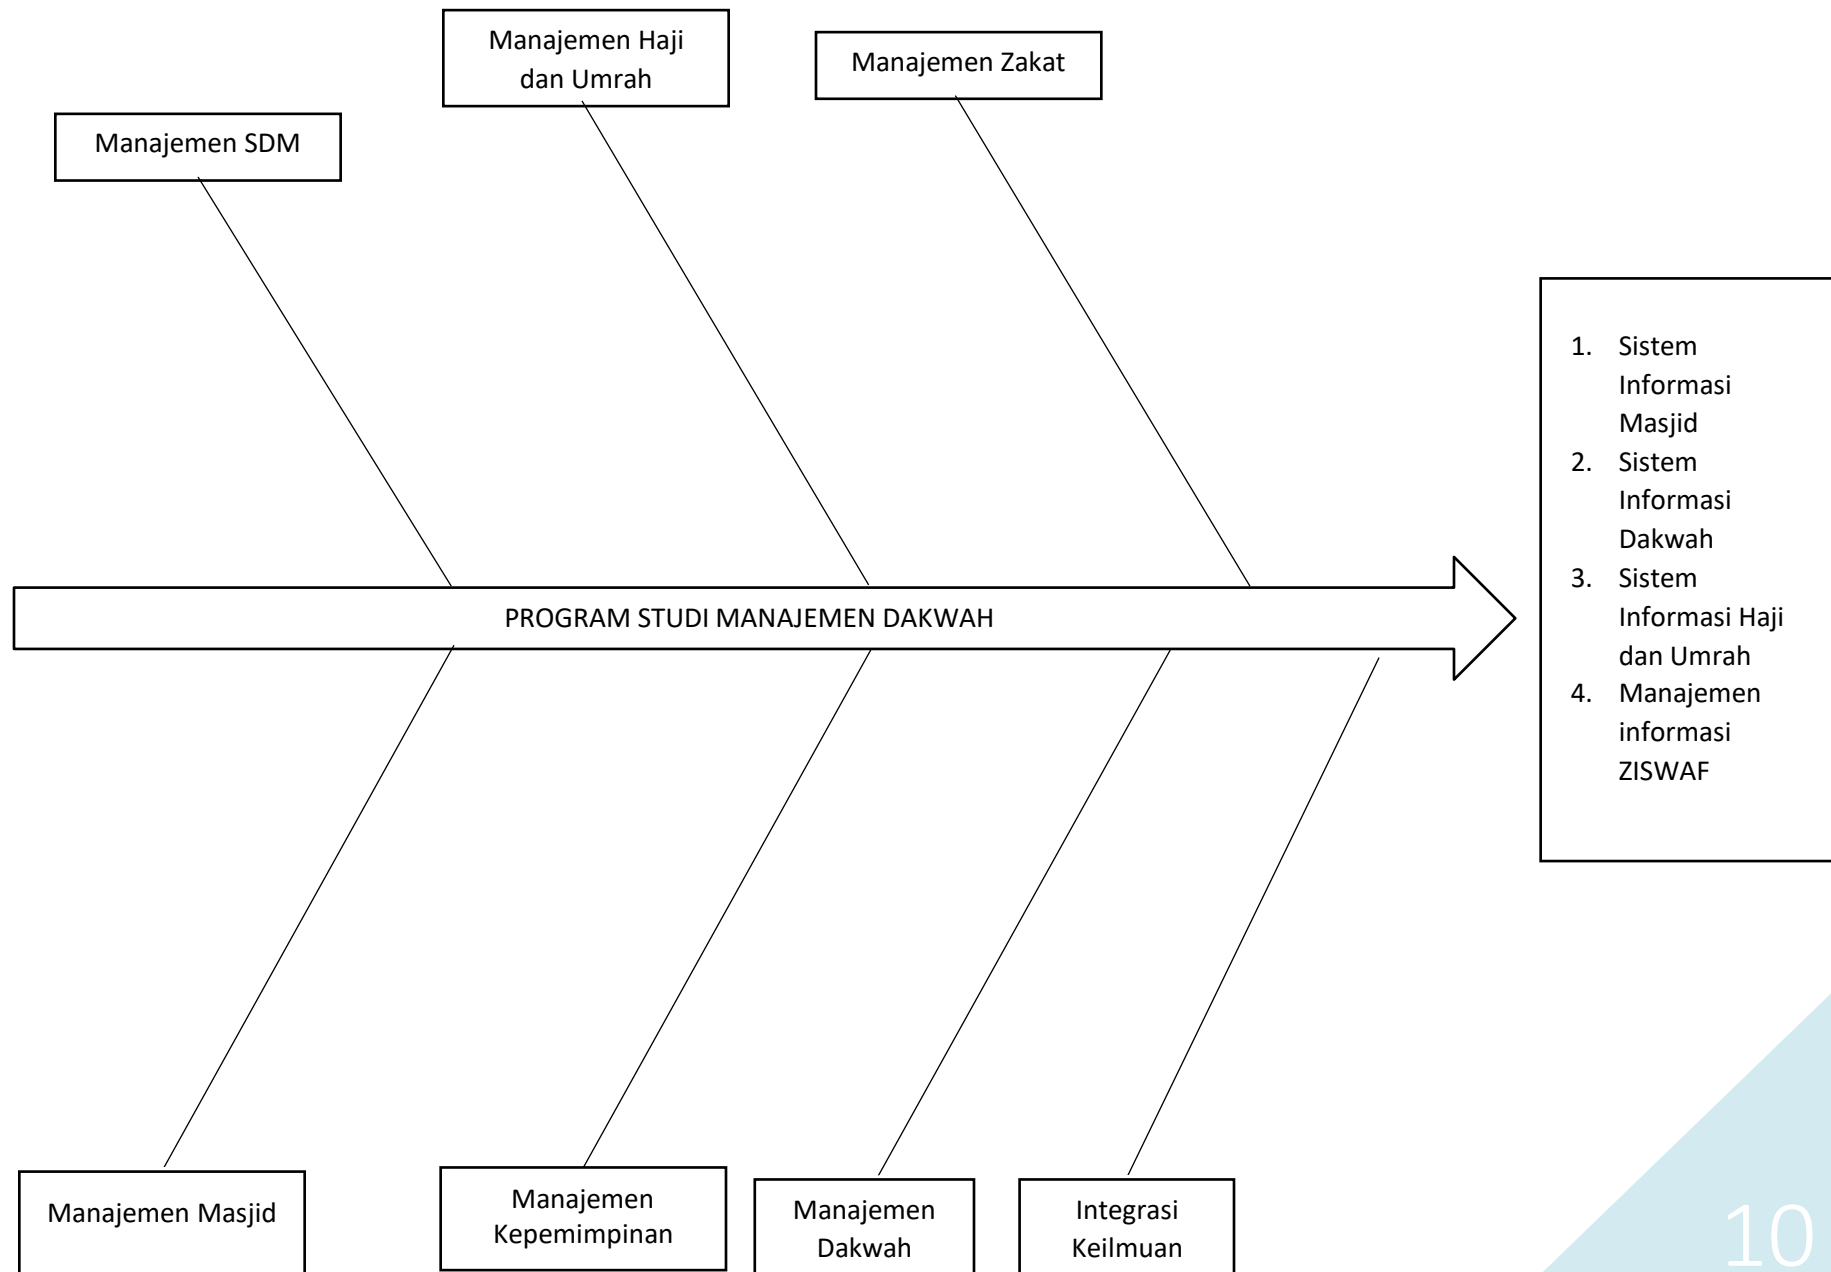 Manajemen Haji
dan Umrah
Manajemen Zakat
Manajemen SDM
1. Sistem
Informasi
Masjid
2. Sistem
Informasi
Dakwah
3. Sistem
Informasi Haji
dan Umrah
4. Manajemen
informasi
ZISWAF
PROGRAM STUDI MANAJEMEN DAKWAH
Manajemen Masjid
Manajemen
Kepemimpinan
Manajemen
Dakwah
Integrasi
Keilmuan
10